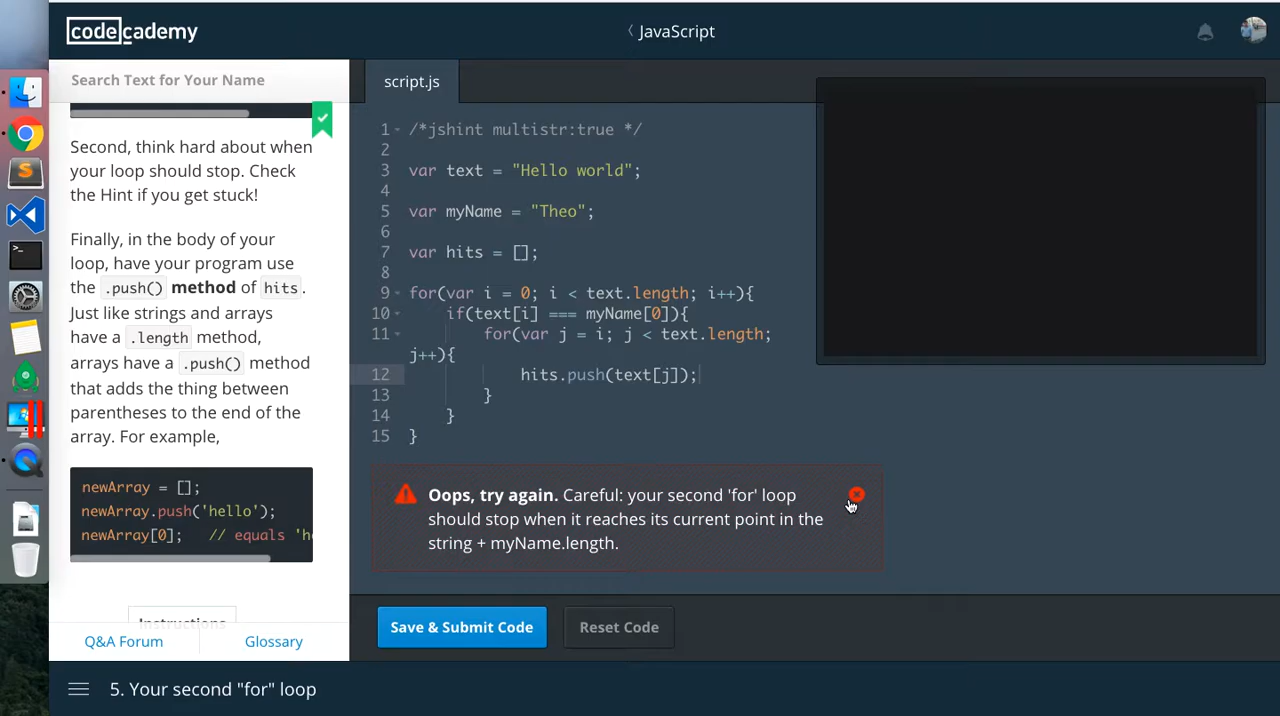 codecademy
JavaScript
Search Text for Your Name
script.js
Second, think hard about when
your loop should stop. Check
the Hint if you get stuck!
Finally, in the body of your
loop, have your program use
the .push() method of hits.
Just like strings and arrays
have a .length method,
arrays have a .push() method
that adds the thing between
parentheses to the end of the
array. For example,
newArray = [];
newArray.push('hello');
newArray[0]; // equals 'h
Instructions
Q&A Forum
Glossary
1 /*jshint multistr:true */
2
3 var text = "Hello world";
4
5 var myName = "Theo";
6
7 var hits = [];
8
9 for(var i = 0; i < text.length; i++){
10 if(text[i] === myName[0]){
11 for(var j = i; j < text.length;
j++){
12 hits.push(text[j]);
13 }
14 }
15 }
Oops, try again. Careful: your second 'for' loop
should stop when it reaches its current point in the
string + myName.length.
Save & Submit Code
Reset Code
5. Your second "for" loop